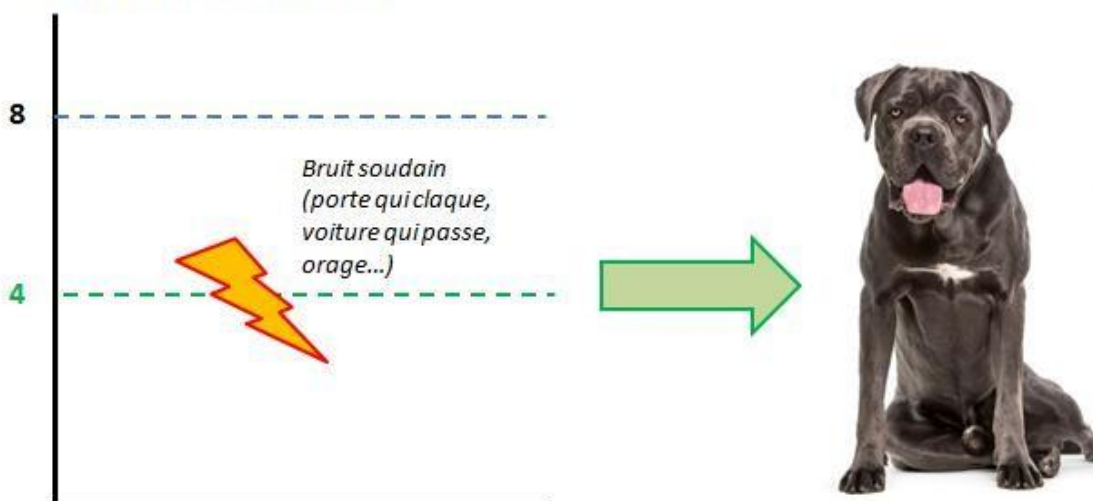 8
Bruit soudain
(porte qui claque,
voiture qui passe,
orage...)
4